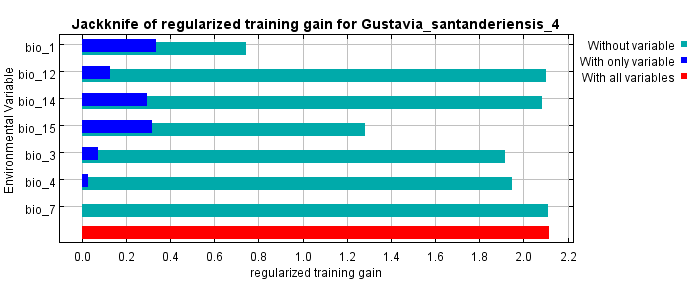 Jackknife of regularized training gain for Gustavia_santanderiensis_4
Without variable
With only variable
With all variables
Environmental Variable
bio_1
bio_12
bio_14
bio_15
bio_3
bio_4
bio_7
0.0 0.2 0.4 0.6 0.8 1.0 1.2 1.4 1.6 1.8 2.0 2.2
regularized training gain